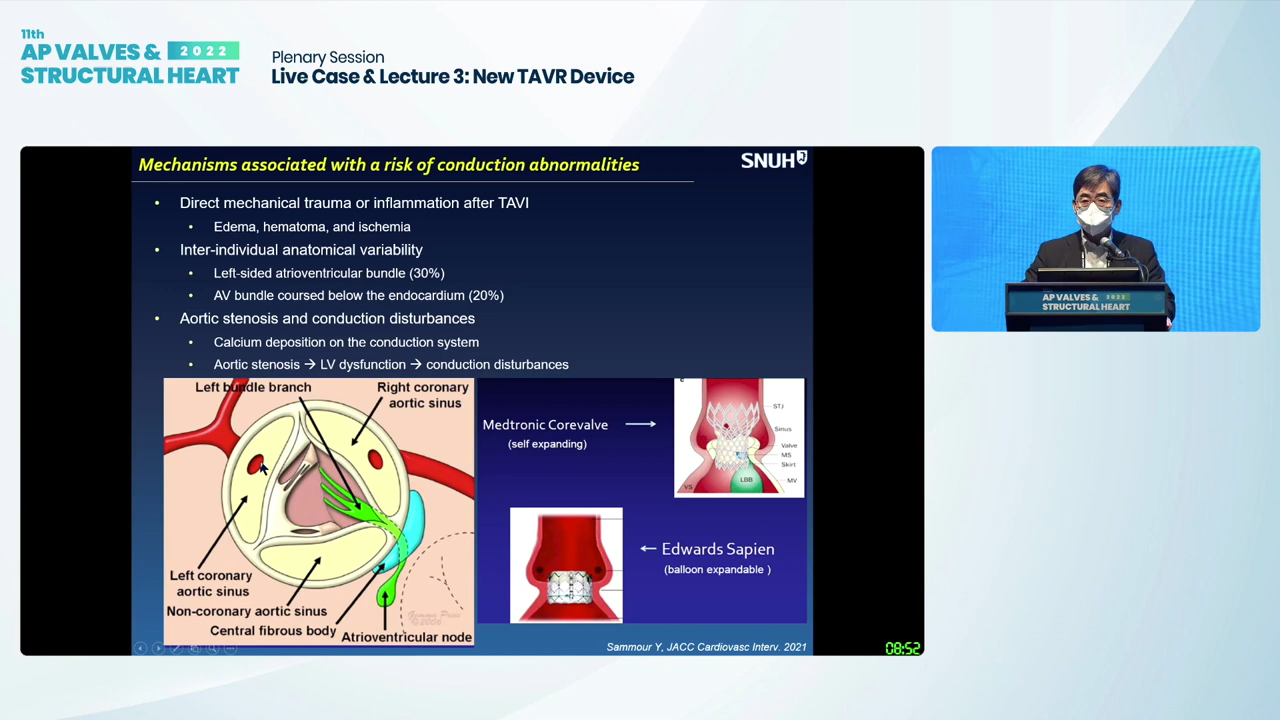 11th
AP VALVES & 2022
STRUCTURAL HEART
Plenary Session
Live Case & Lecture 3: New TAVR Device
Mechanisms associated with a risk of conduction abnormalities
SNUH
• Direct mechanical trauma or inflammation after TAVI
• Edema, hematoma, and ischemia
• Inter-individual anatomical variability
• Left-sided atrioventricular bundle (30%)
• AV bundle coursed below the endocardium (20%)
• Aortic stenosis and conduction disturbances
• Calcium deposition on the conduction system
• Aortic stenosis → LV dysfunction → conduction disturbances
Left bundle branch
Right coronary
aortic sinus
Left coronary
aortic sinus
Non-coronary aortic sinus
Central fibrous body
Atrioventricular node
Medtronic Corevalve
(self expanding)
c
STJ
Sinus
Valve
MS
Skirt
MV
LBB
VS
← Edwards Sapien
(balloon expandable )
Sammour Y, JACC Cardiovasc Interv. 2021
08:52
AP VALVES & 2022
STRUCTURAL HEART